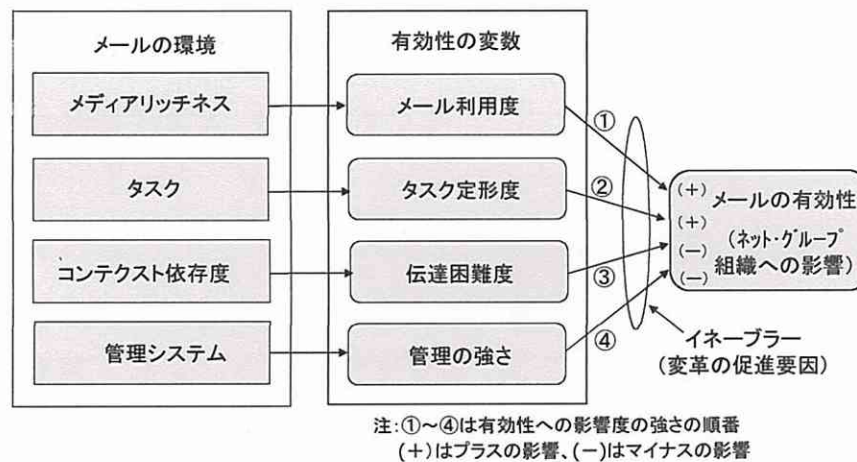 メールの環境
メディアリッチネス
タスク
コンテクスト依存度
管理システム
有効性の変数
メール利用度
タスク定形度
伝達困難度
管理の強さ
①
②
③
④
(+)
(+)
(−)
(−)
メールの有効性
(ネット・グループ
組織への影響)
イネーブラー
(変革の促進要因)
注:①~④は有効性への影響度の強さの順番
(+)はプラスの影響、(−)はマイナスの影響